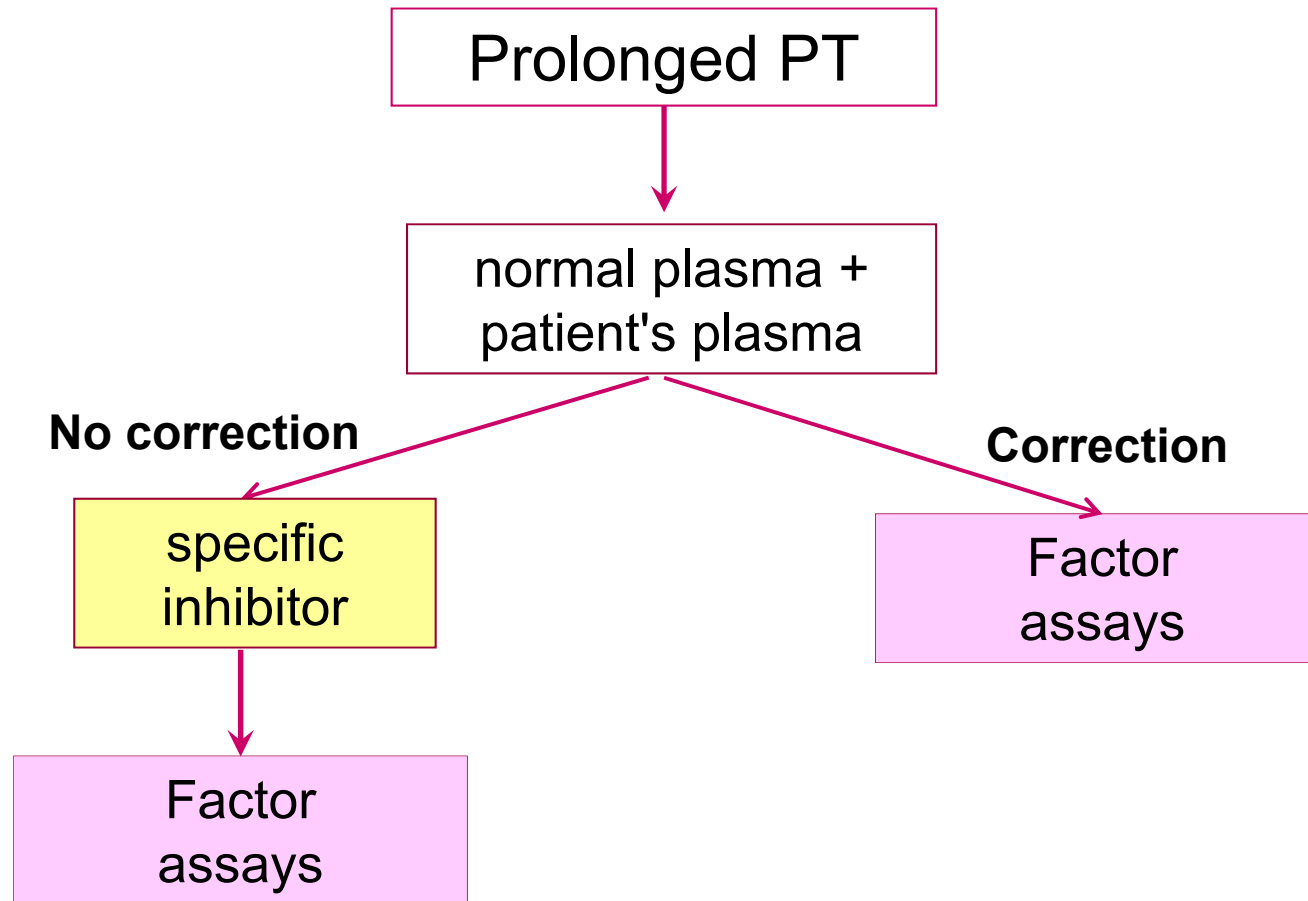 Prolonged PT
normal plasma +
patient's plasma
No correction
Correction
specific
inhibitor
Factor
assays
Factor
assays